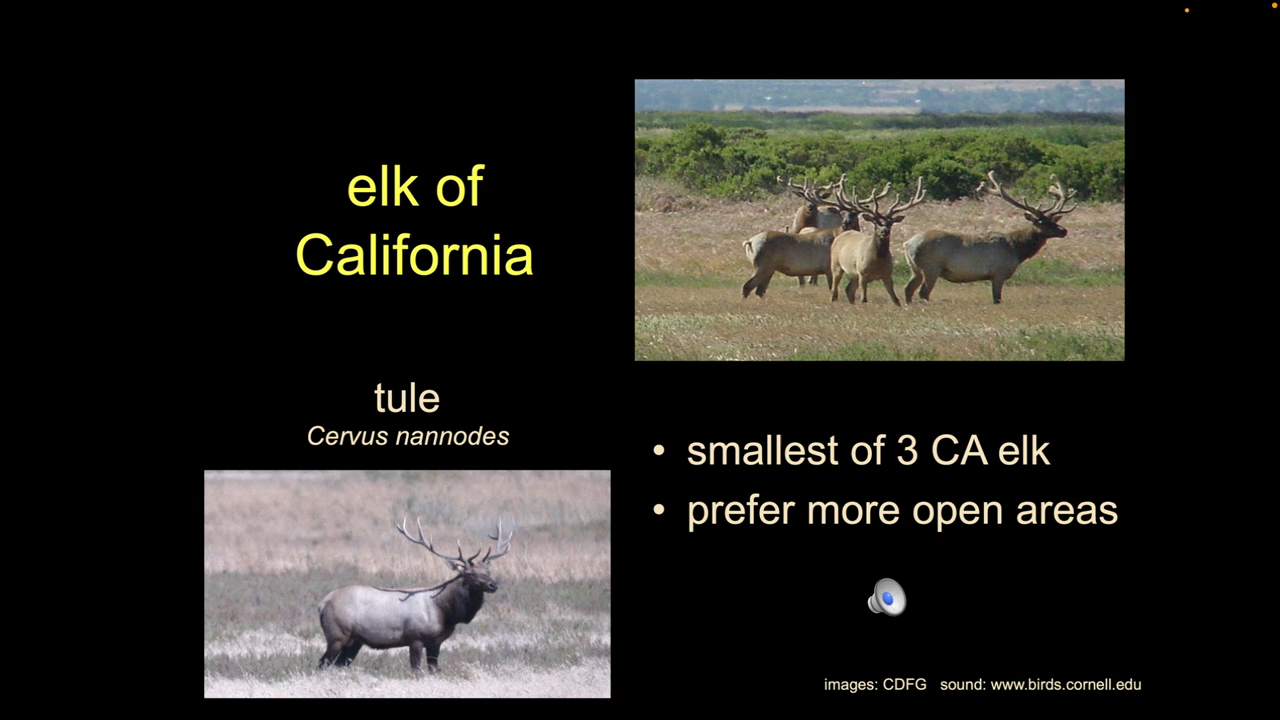 elk of
California
tule
Cervus nannodes
• smallest of 3 CA elk
• prefer more open areas
images: CDFG sound: www.birds.cornell.edu